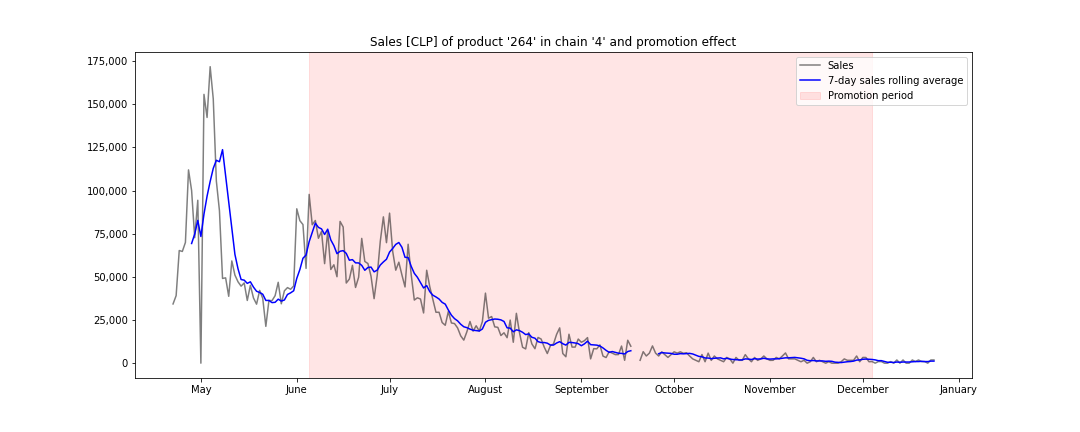 Sales [CLP] of product '264' in chain '4' and promotion effect
175,000
150,000
125,000
100,000
75,000
50,000
25,000
0
Sales
7-day sales rolling average
Promotion period
May
June
July
August
September
October
November
December
January